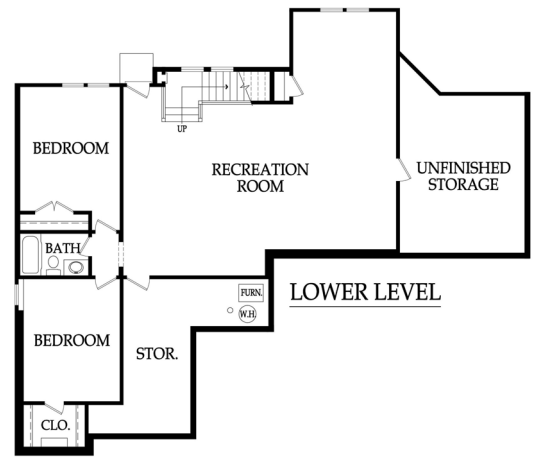 UP
BEDROOM
RECREATION
ROOM
UNFINISHED
STORAGE
BATH
FURN.
W.H.
LOWER LEVEL
BEDROOM
STOR.
CLO.